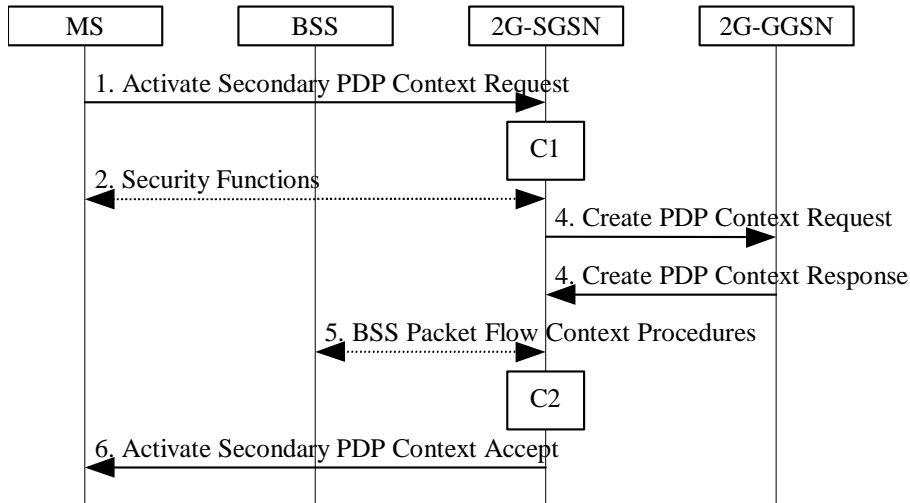 MS
BSS
2G-SGSN
2G-GGSN
1. Activate Secondary PDP Context Request
C1
2. Security Functions
4. Create PDP Context Request
4. Create PDP Context Response
5. BSS Packet Flow Context Procedures
C2
6. Activate Secondary PDP Context Accept